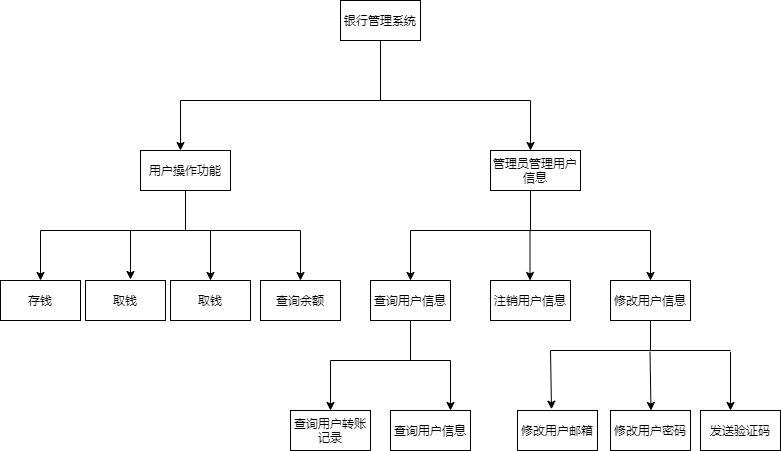 银行管理系统
用户操作功能
管理员管理用户
信息
存钱
取钱
取钱
查询余额
查询用户信息
注销用户信息
修改用户信息
查询用户转账
记录
查询用户信息
修改用户邮箱
修改用户密码
发送验证码